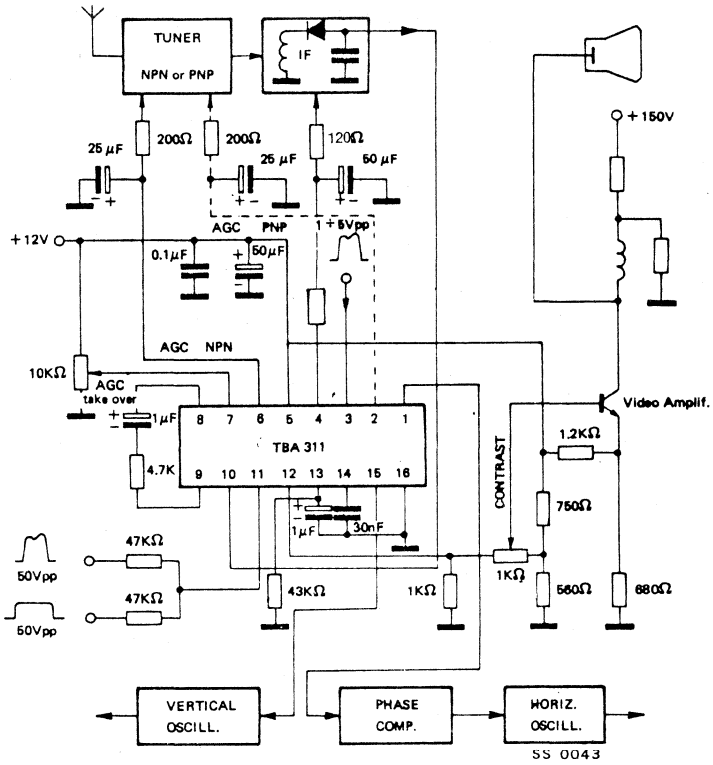 TUNER
NPN or PNP
IF
200Ω
200Ω
120Ω
+150V
25 µF
- +
25 µF
+ -
50 µF
+ -
AGC PNP
1÷5Vpp
+12V
0.1µF
+
50µF
-
AGC NPN
10KΩ
AGC
take over
+
1µF
-
8 7 6 5 4 3 2 1
TBA 311
9 10 11 12 13 14 15 16
4.7K
Video Amplif.
1.2KΩ
CONTRAST
+
-
1µF
30nF
750Ω
47KΩ
50Vpp
47KΩ
50Vpp
43KΩ
1KΩ
1KΩ
560Ω
680Ω
VERTICAL
OSCILL.
PHASE
COMP.
HORIZ.
OSCILL.
SS 0043